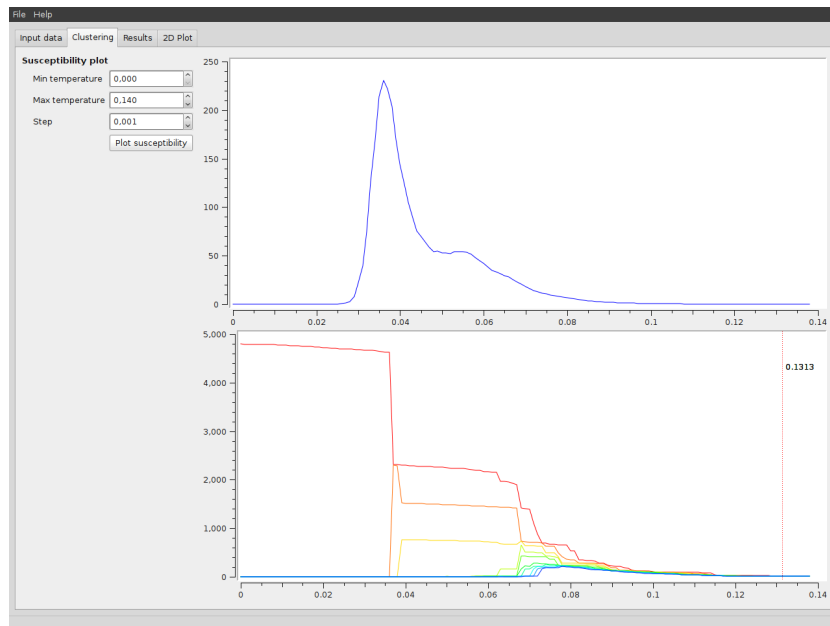 File Help
Input data Clustering Results 2D Plot
Susceptibility plot
Min temperature 0,000
Max temperature 0,140
Step 0,001
Plot susceptibility
250
200
150
100
50
0
0 0.02 0.04 0.06 0.08 0.1 0.12 0.14
5,000
4,000
3,000
2,000
1,000
0
0.1313
0 0.02 0.04 0.06 0.08 0.1 0.12 0.14